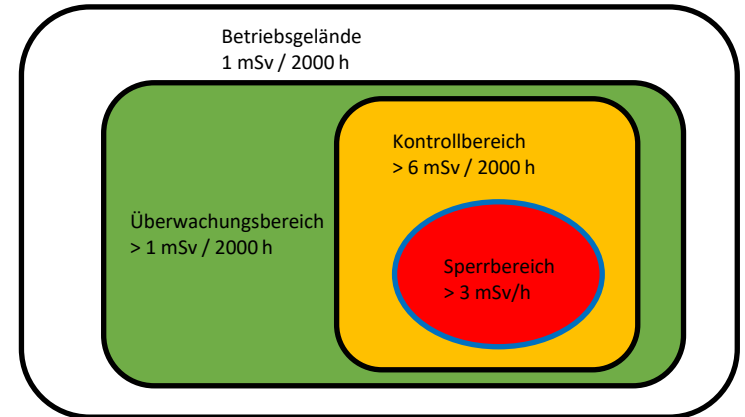 Betriebsgelände
1 mSv / 2000 h
Kontrollbereich
> 6 mSv / 2000 h
Überwachungsbereich
> 1 mSv / 2000 h
Sperrbereich
> 3 mSv/h